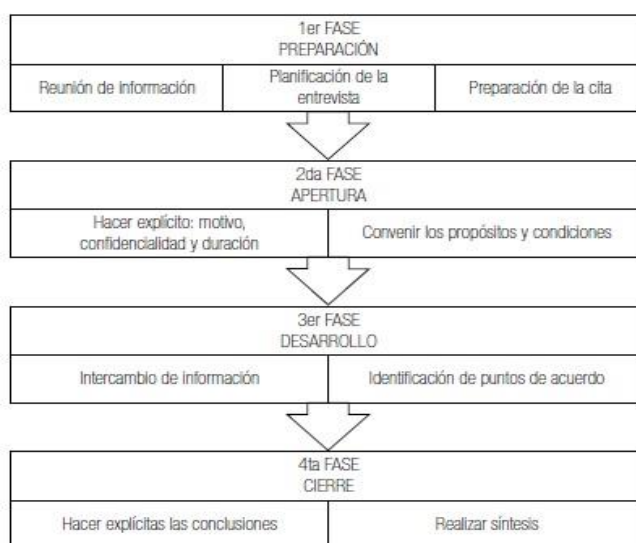 1er FASE
PREPARACIÓN
Reunión de información
Planificación de la
entrevista
Preparación de la cita
2da FASE
APERTURA
Hacer explícito: motivo,
confidencialidad y duración
Convenir los propósitos y condiciones
3er FASE
DESARROLLO
Intercambio de información
Identificación de puntos de acuerdo
4ta FASE
CIERRE
Hacer explícitas las conclusiones
Realizar síntesis